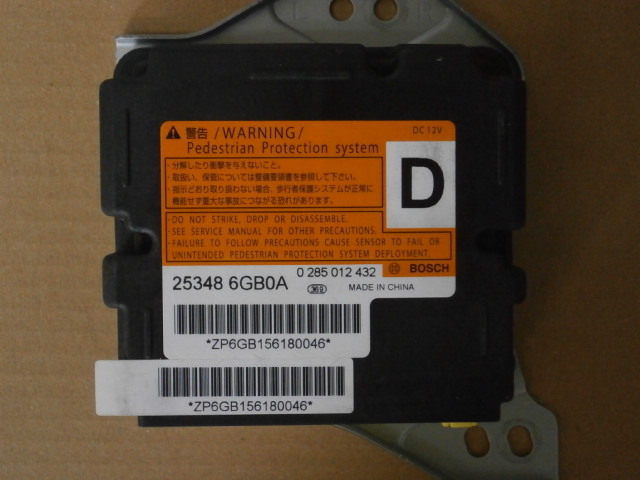 L R
警告 /WARNING/ DC 12V
Pedestrian Protection system
・分解したり衝撃を与えないこと。
・取扱い、保管については整備要領書を参照して下さい。
・指示どおり取り扱わない場合、歩行者保護システムが正常に
機能せず重大な事故につながる恐れがあります。
D
・DO NOT STRIKE, DROP OR DISASSEMBLE.
・SEE SERVICE MANUAL FOR OTHER PRECAUTIONS.
・FAILURE TO FOLLOW PRECAUTIONS CAUSE SENSOR TO FAIL OR
UNINTENDED PEDESTRIAN PROTECTION SYSTEM DEPLOYMENT.
25348 6GB0A 0 285 012 432 BOSCH
369 MADE IN CHINA
*ZP6GB156180046*
*ZP6GB156180046*